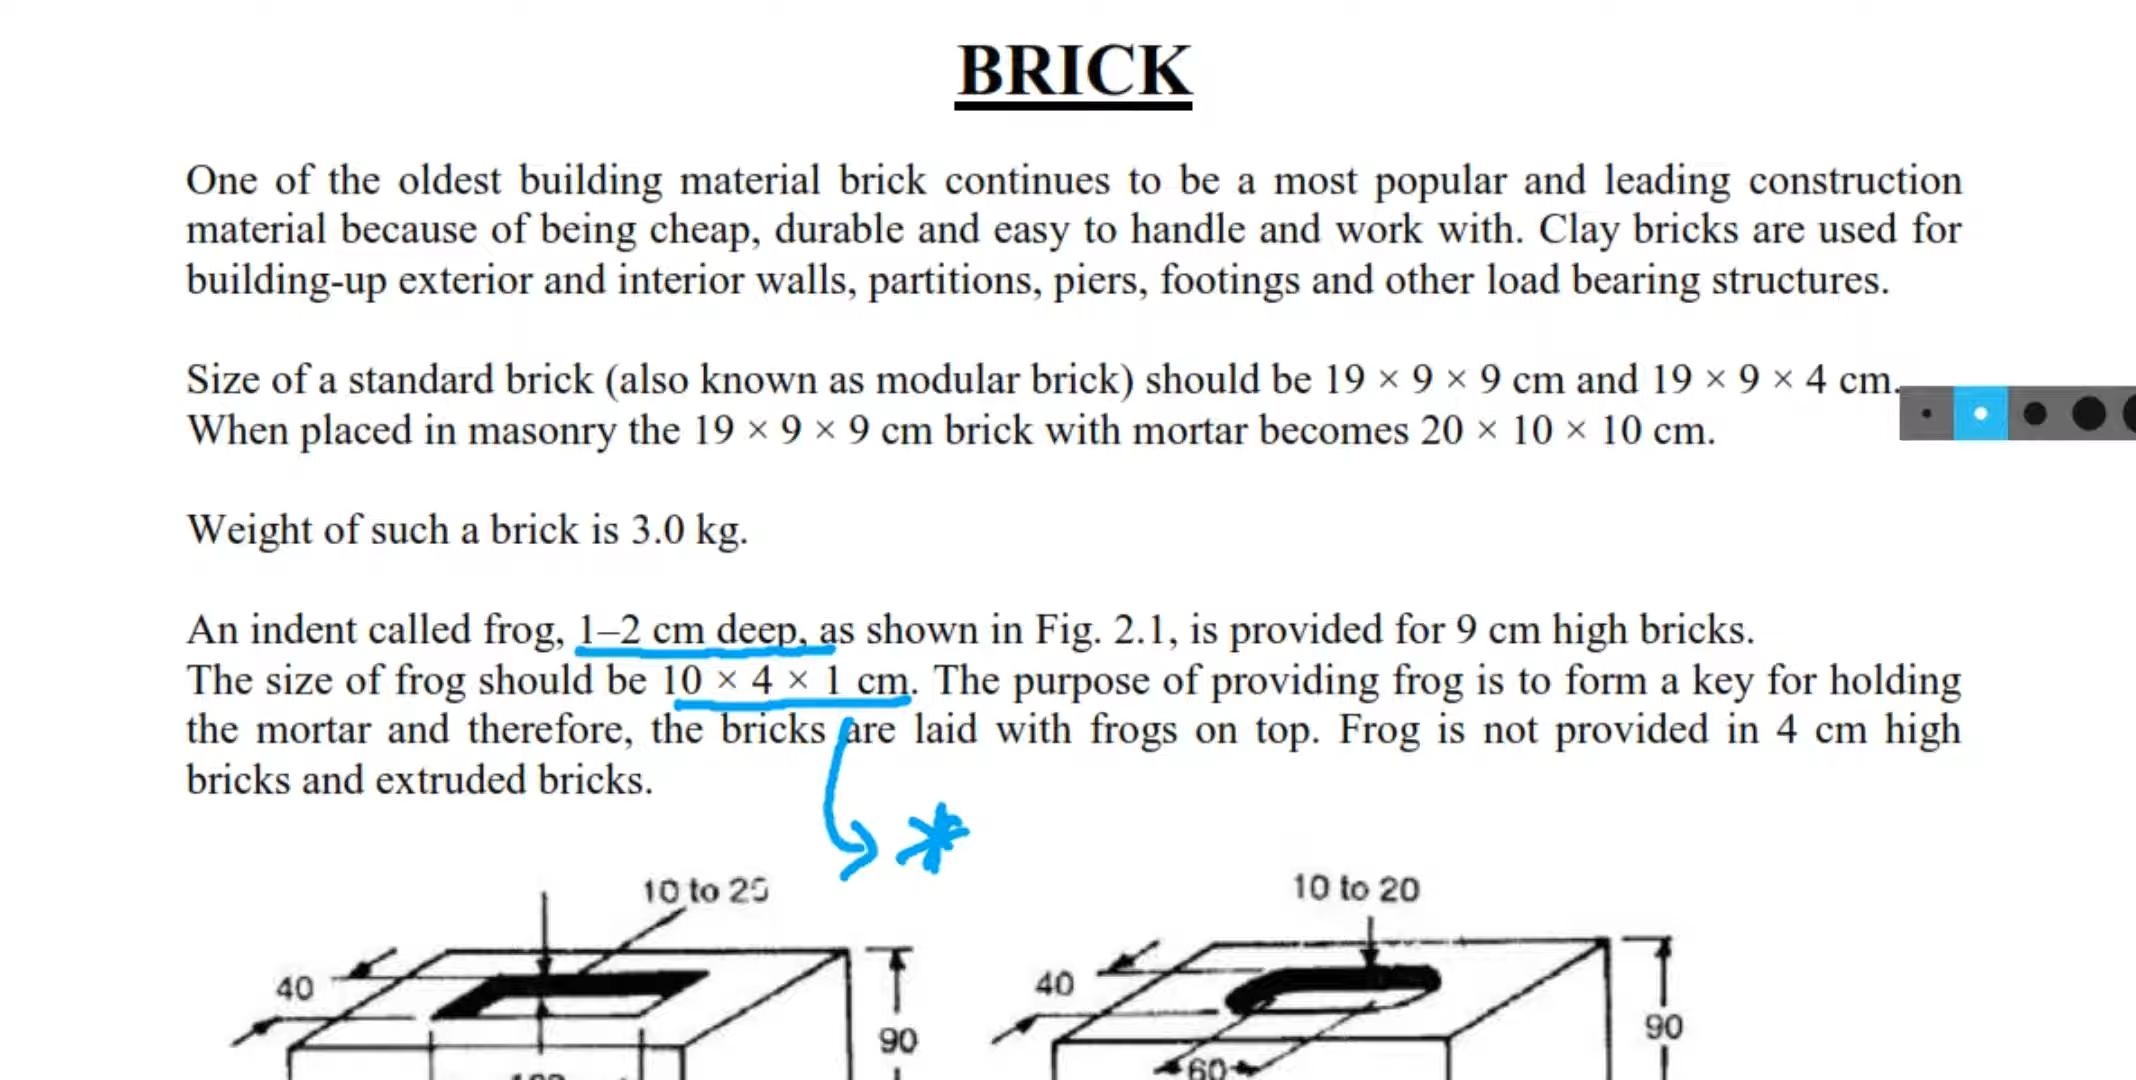 BRICK
One of the oldest building material brick continues to be a most popular and leading construction
material because of being cheap, durable and easy to handle and work with. Clay bricks are used for
building-up exterior and interior walls, partitions, piers, footings and other load bearing structures.
Size of a standard brick (also known as modular brick) should be 19 × 9 × 9 cm and 19 × 9 × 4 cm.
When placed in masonry the 19 × 9 × 9 cm brick with mortar becomes 20 × 10 × 10 cm.
Weight of such a brick is 3.0 kg.
An indent called frog, 1–2 cm deep, as shown in Fig. 2.1, is provided for 9 cm high bricks.
The size of frog should be 10 × 4 × 1 cm. The purpose of providing frog is to form a key for holding
the mortar and therefore, the bricks are laid with frogs on top. Frog is not provided in 4 cm high
bricks and extruded bricks.
*
10 to 20
40
90
10 to
40
90
60